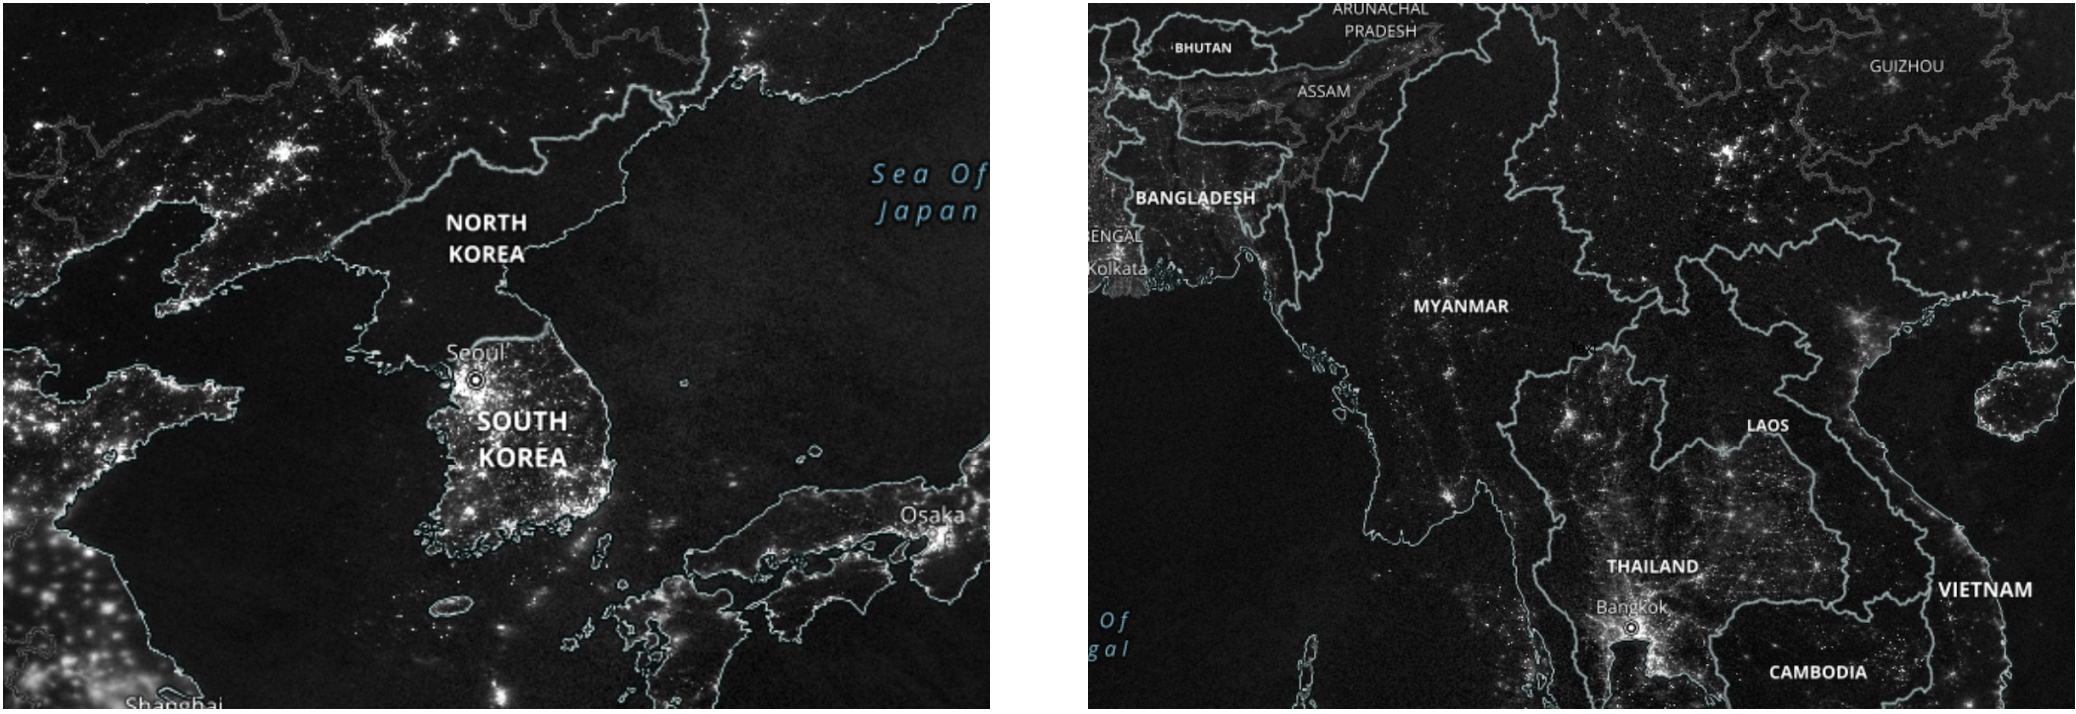 Sea Of
Japan
NORTH
KOREA
Seoul
SOUTH
KOREA
Osaka
Shanghai
ARUNACHAL
PRADESH
BHUTAN
GUIZHOU
ASSAM
BANGLADESH
BENGAL
Kolkata
MYANMAR
LAOS
THAILAND
VIETNAM
Bangkok
Of
gal
CAMBODIA